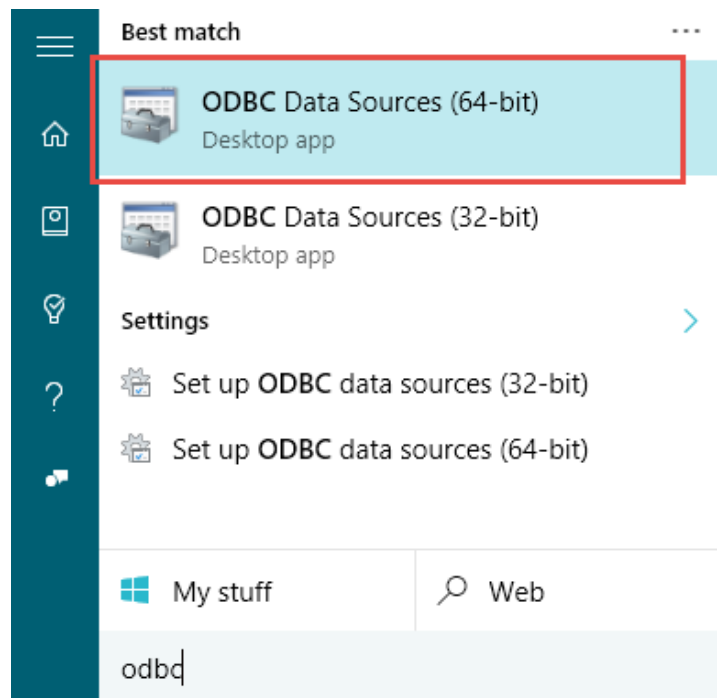 Best match
ODBC Data Sources (64-bit)
Desktop app
ODBC Data Sources (32-bit)
Desktop app
Settings
Set up ODBC data sources (32-bit)
Set up ODBC data sources (64-bit)
My stuff
Web
odbc